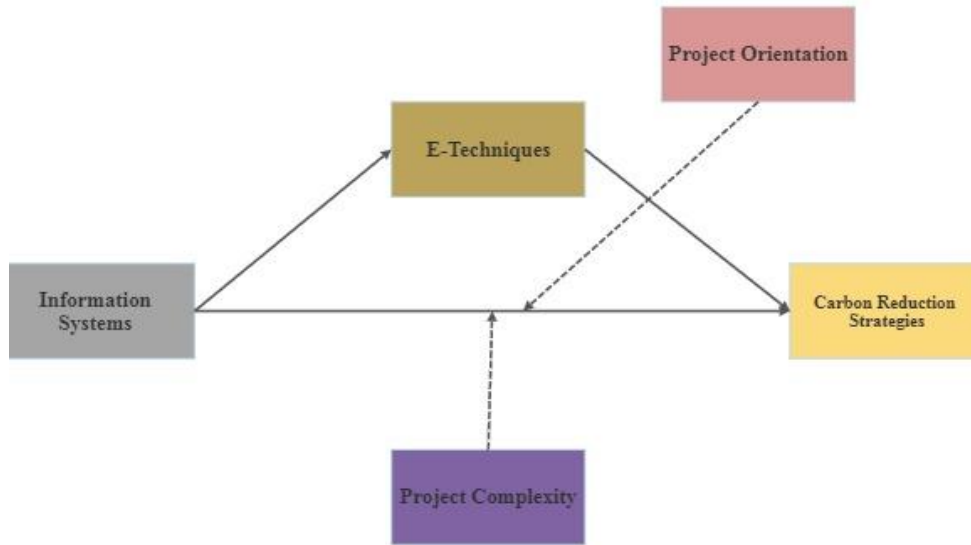 Project Orientation
E-Techniques
Information
Systems
Carbon Reduction
Strategies
Project Complexity